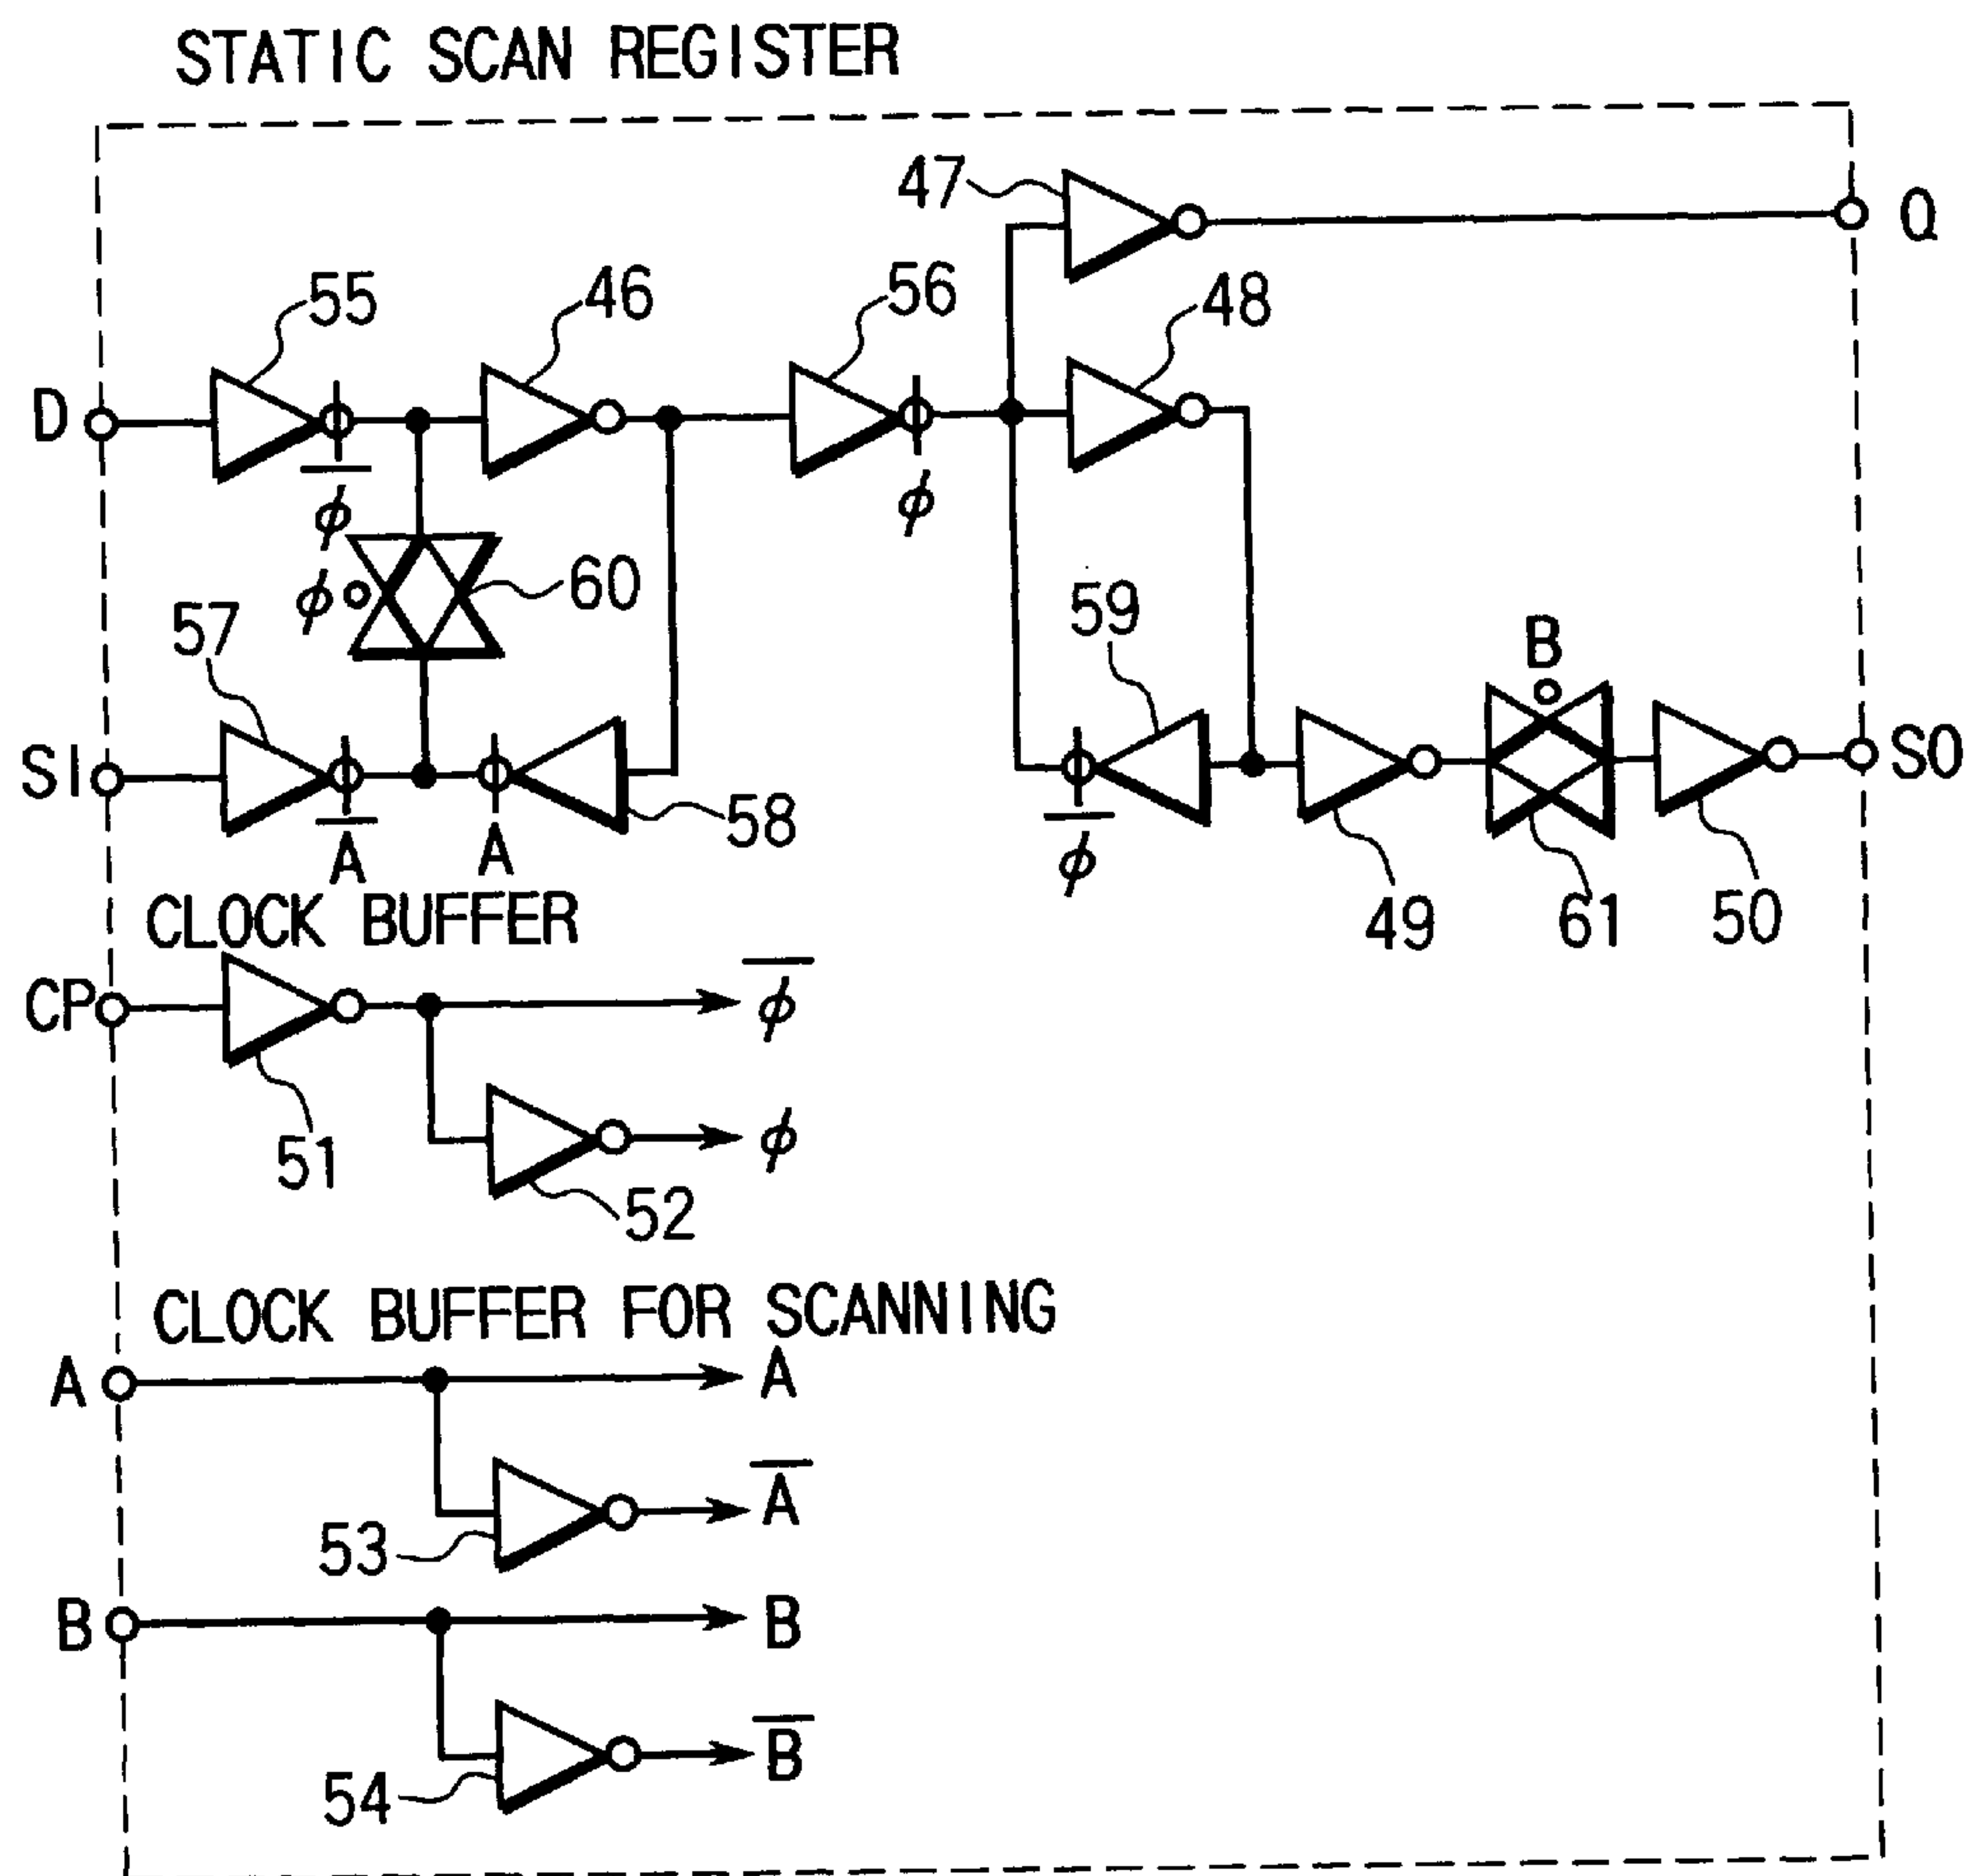 STATIC SCAN REGISTER
47
Q
55
46
56
48
D
φ̅
φ
φ
60
57
59
B
SI
SO
A̅
A
58
φ̅
49
61
50
CLOCK BUFFER
CP
φ̅
51
φ
52
CLOCK BUFFER FOR SCANNING
A
A
A̅
53
B
B
B̅
54